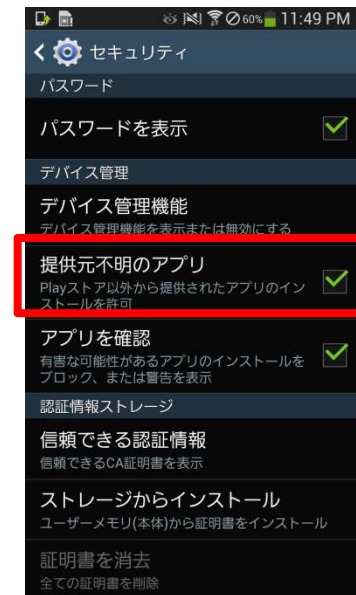 60% 11:49 PM
セキュリティ
パスワード
パスワードを表示
デバイス管理
デバイス管理機能
デバイス管理機能を表示または無効にする
提供元不明のアプリ
Playストア以外から提供されたアプリのイン
ストールを許可
アプリを確認
有害な可能性があるアプリのインストールを
ブロック、または警告を表示
認証情報ストレージ
信頼できる認証情報
信頼できるCA証明書を表示
ストレージからインストール
ユーザーメモリ(本体)から証明書をインストール
証明書を消去
全ての証明書を削除